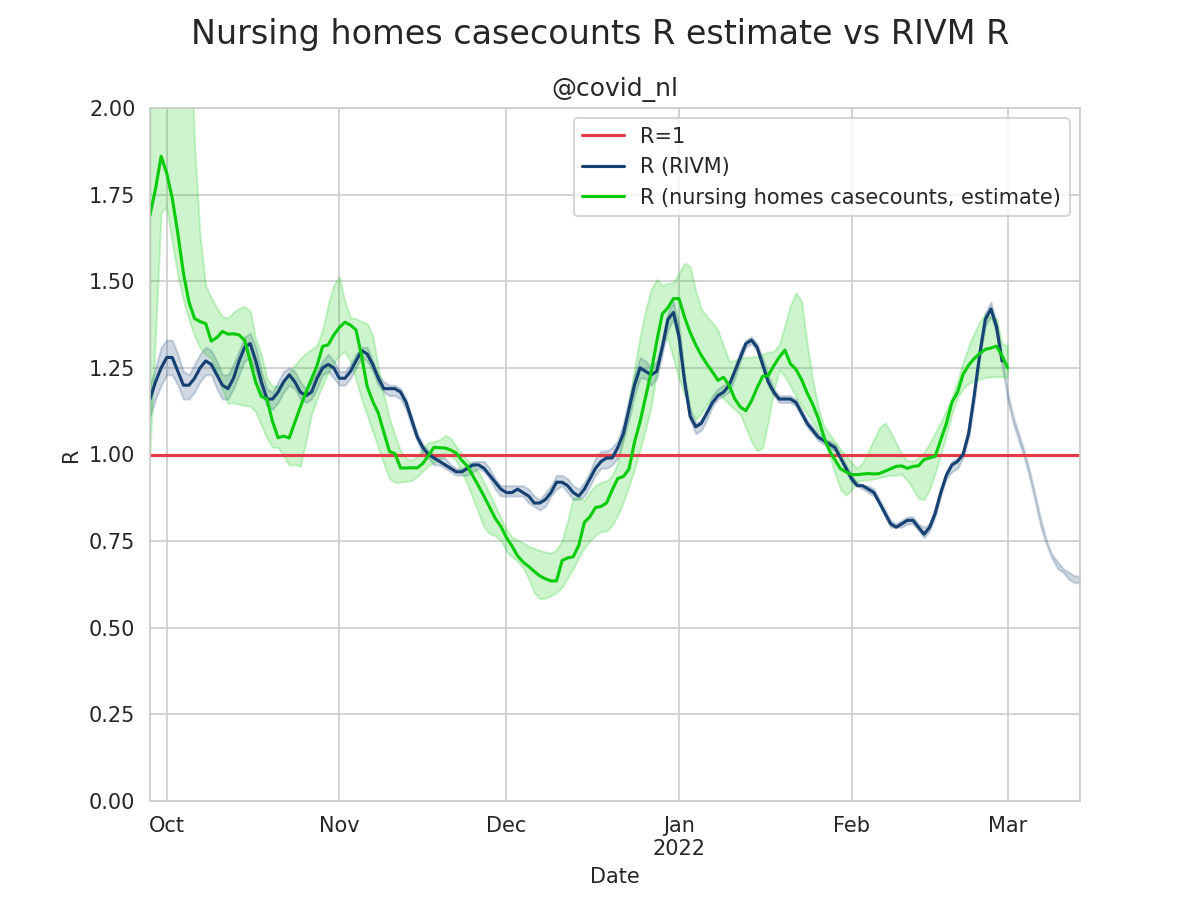 Nursing homes casecounts R estimate vs RIVM R
@covid_nl
R=1
R (RIVM)
R (nursing homes casecounts, estimate)
2.00
1.75
1.50
1.25
1.00
0.75
0.50
0.25
0.00
R
Oct Nov Dec Jan Feb Mar
2022
Date